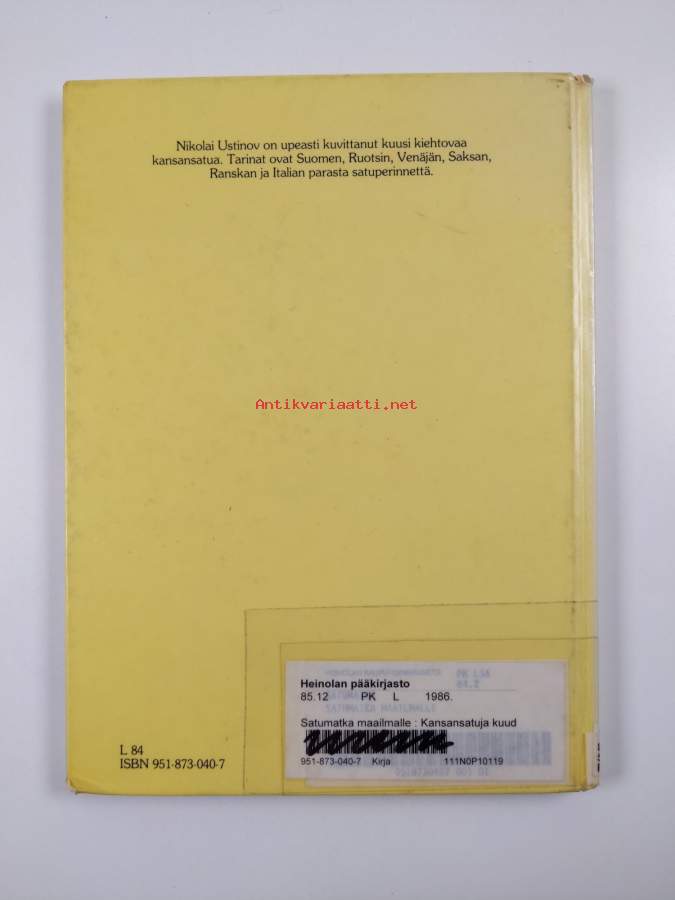 Nikolai Ustinov on upeasti kuvittanut kuusi kiehtovaa
kansansatua. Tarinat ovat Suomen, Ruotsin, Venäjän, Saksan,
Ranskan ja Italian parasta satuperinnettä.
Antikvariaatti.net
Heinolan pääkirjasto
85.12 PK L 1986.
Satumatka maailmalle : Kansansatuja kuud
951-873-040-7 Kirja 111N0P10119
L 84
ISBN 951-873-040-7